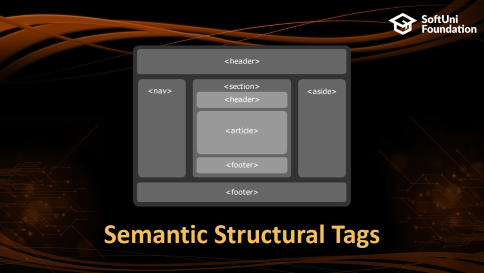 SoftUni
Foundation
<header>
<nav>
<section>
<header>
<article>
<footer>
<aside>
<footer>
Semantic Structural Tags